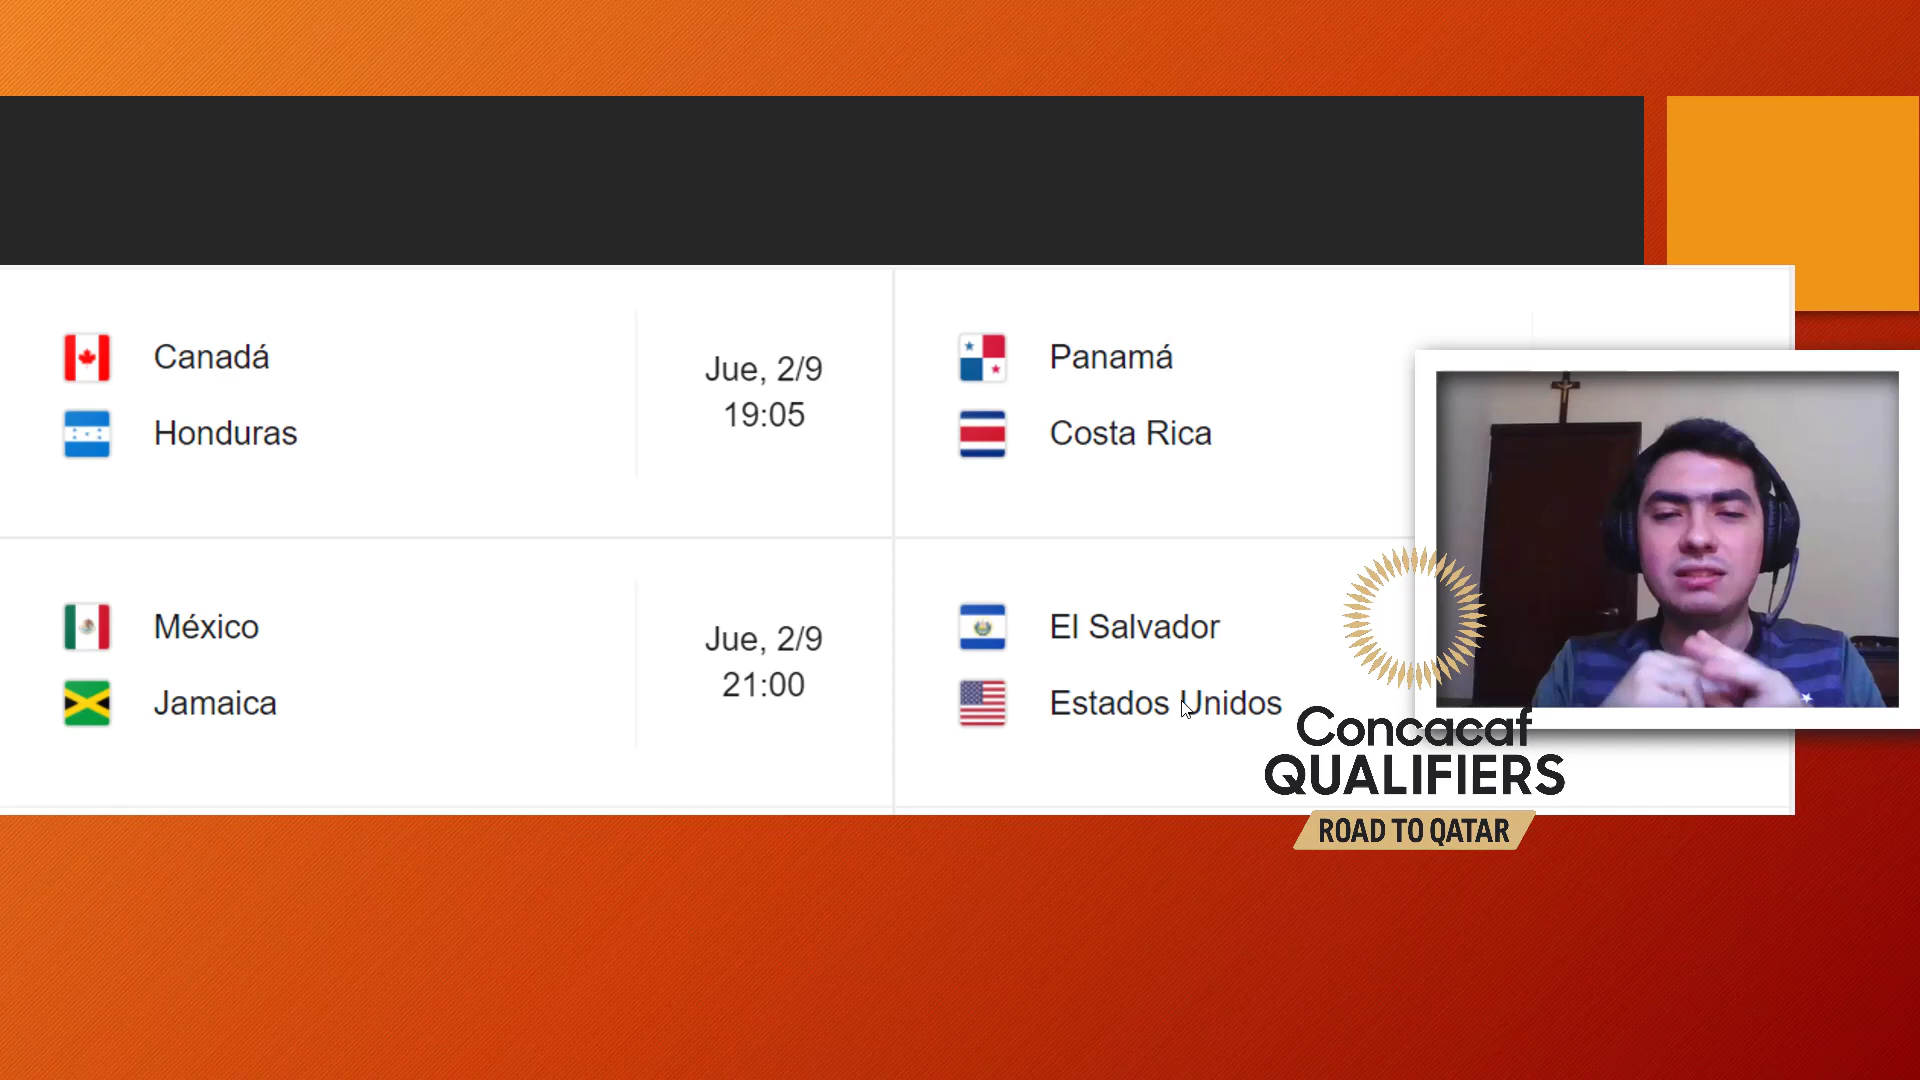 Canadá
Honduras
Jue, 2/9
19:05
Panamá
Costa Rica
México
Jamaica
Jue, 2/9
21:00
El Salvador
Estados Unidos
Concacaf
QUALIFIERS
ROAD TO QATAR